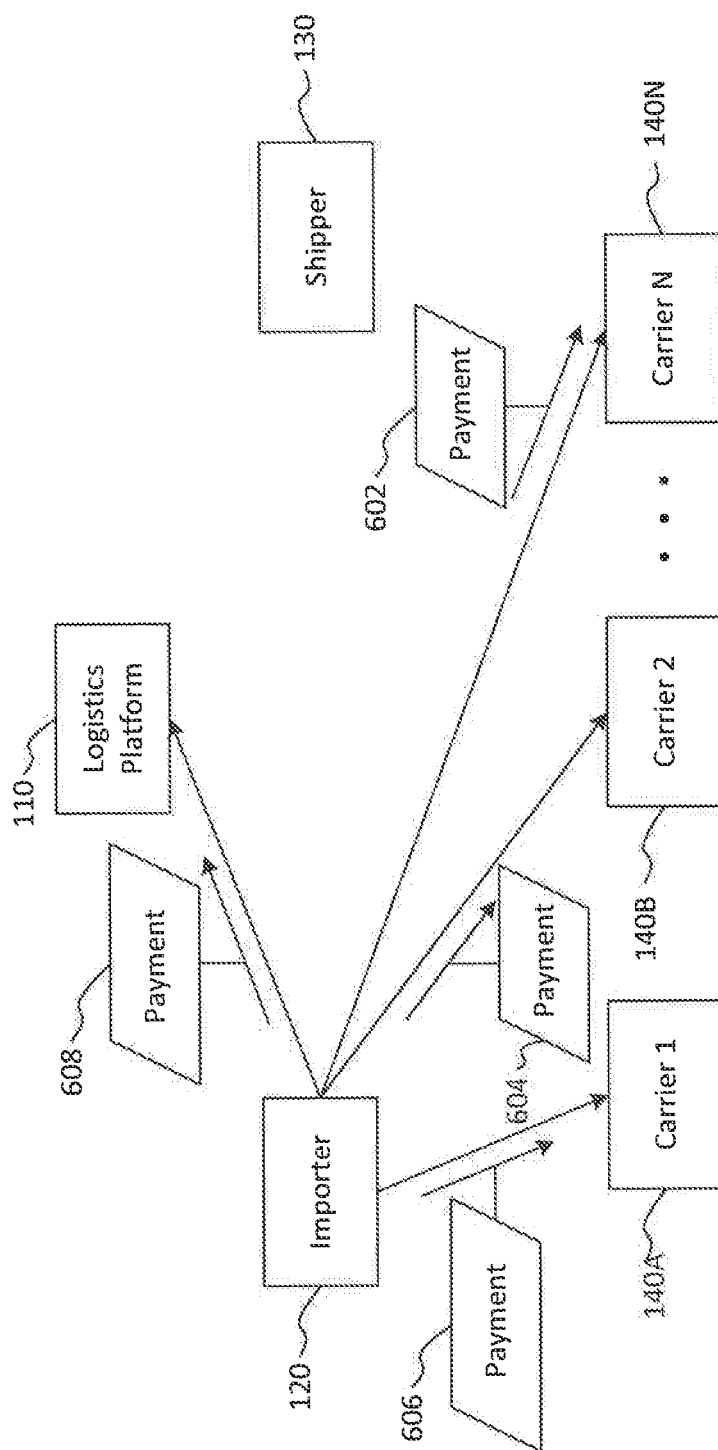 110
Logistics
Platform
130
Shipper
608
Payment
120
Importer
602
Payment
606
Payment
604
Payment
140A
Carrier 1
140B
Carrier 2
• • •
Carrier N
140N